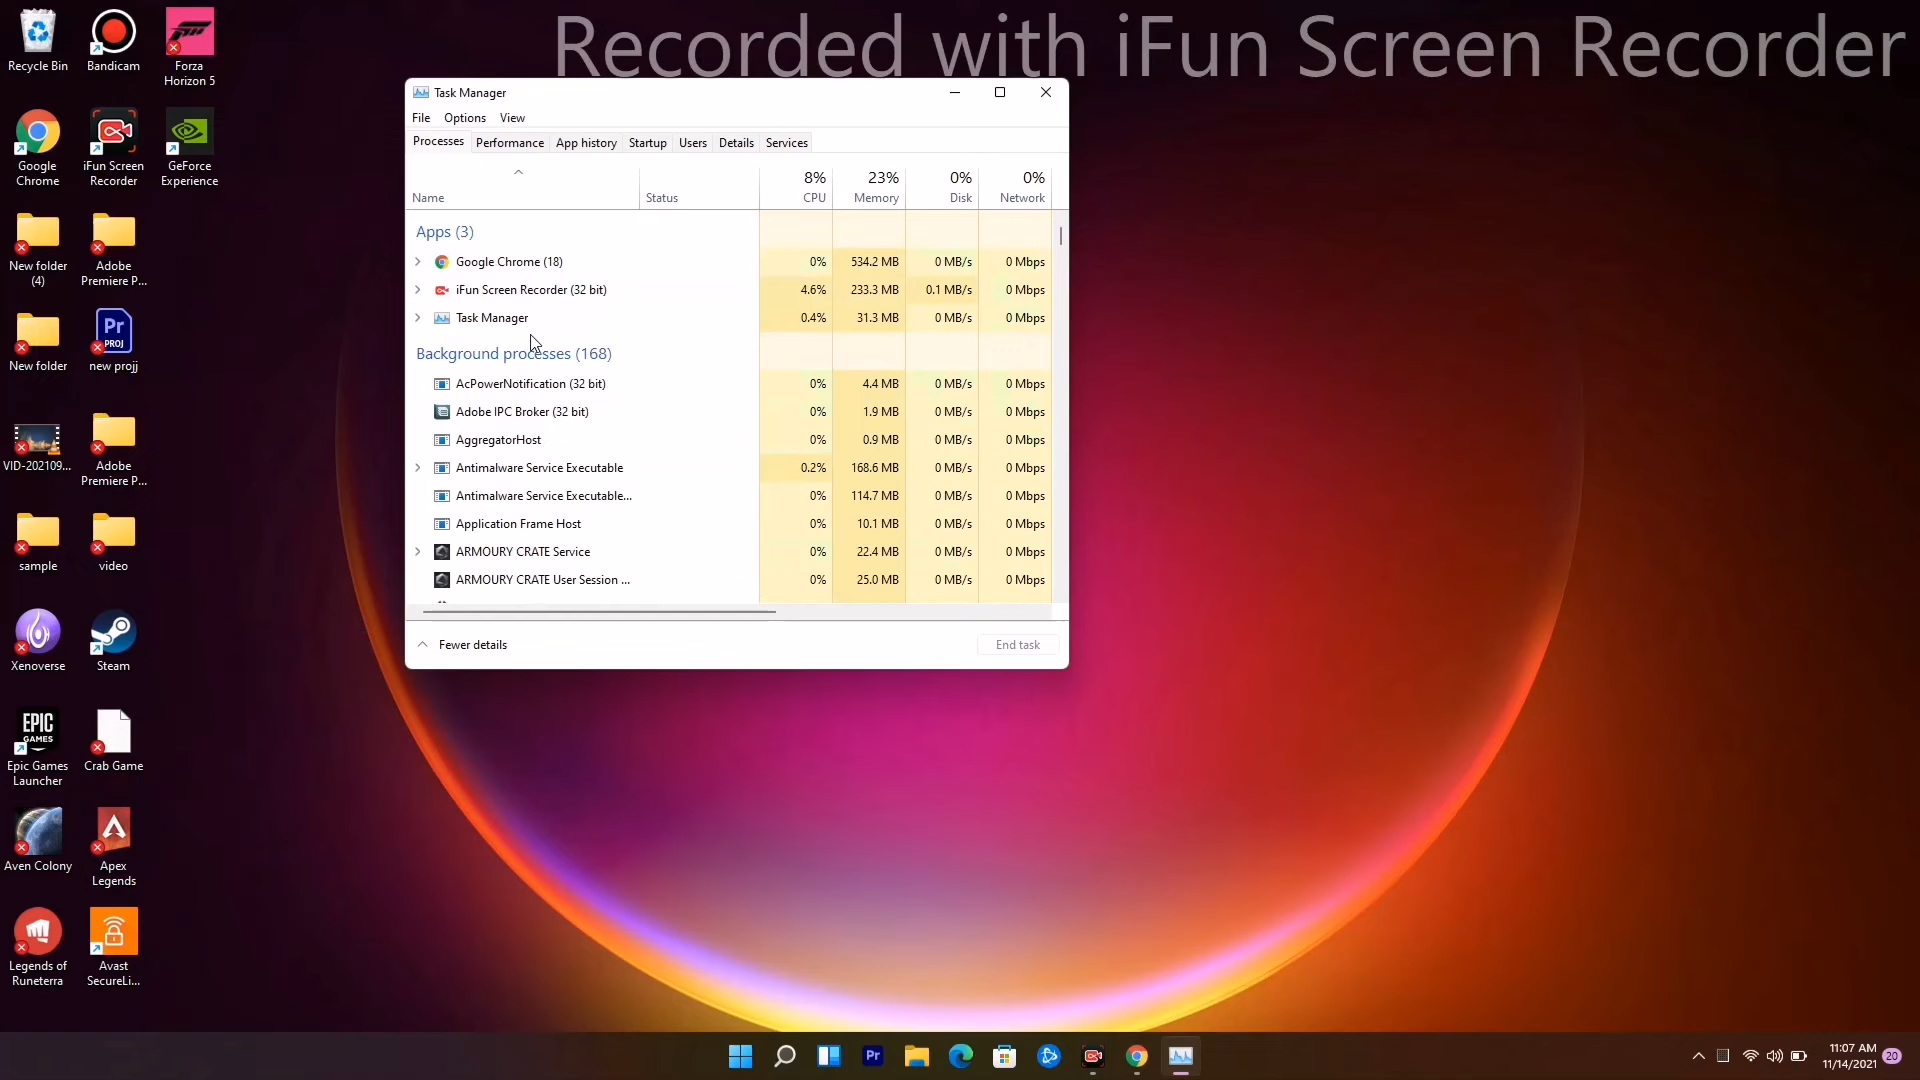 Recorded with iFun Screen Recorder
Recycle Bin
Bandicam
Forza
Horizon 5
Google
Chrome
iFun Screen
Recorder
GeForce
Experience
New folder
(4)
Adobe
Premiere P...
New folder
Pr
PROJ
new projj
VID-202109...
Adobe
Premiere P...
sample
video
Xenoverse
Steam
EPIC
GAMES
Epic Games
Launcher
Crab Game
Aven Colony
Apex
Legends
Legends of
Runeterra
Avast
SecureLi...
Task Manager
File Options View
Processes Performance App history Startup Users Details Services
8% 23% 0% 0%
Name Status CPU Memory Disk Network
Apps (3)
Google Chrome (18) 0% 534.2 MB 0 MB/s 0 Mbps
iFun Screen Recorder (32 bit) 4.6% 233.3 MB 0.1 MB/s 0 Mbps
Task Manager 0.4% 31.3 MB 0 MB/s 0 Mbps
Background processes (168)
AcPowerNotification (32 bit) 0% 4.4 MB 0 MB/s 0 Mbps
Adobe IPC Broker (32 bit) 0% 1.9 MB 0 MB/s 0 Mbps
AggregatorHost 0% 0.9 MB 0 MB/s 0 Mbps
Antimalware Service Executable 0.2% 168.6 MB 0 MB/s 0 Mbps
Antimalware Service Executable... 0% 114.7 MB 0 MB/s 0 Mbps
Application Frame Host 0% 10.1 MB 0 MB/s 0 Mbps
ARMOURY CRATE Service 0% 22.4 MB 0 MB/s 0 Mbps
ARMOURY CRATE User Session ... 0% 25.0 MB 0 MB/s 0 Mbps
Fewer details
End task
Pr
11:07 AM
11/14/2021
20